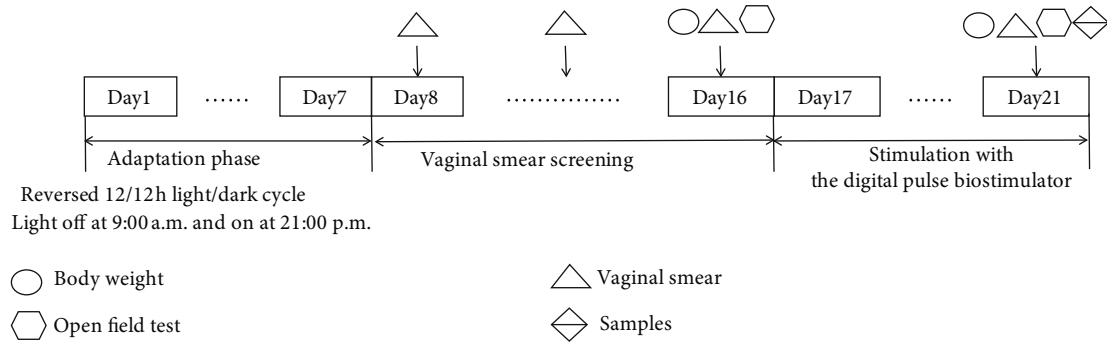 Day1 ...... Day7 Day8 ............... Day16 Day17 ...... Day21
Adaptation phase
Vaginal smear screening
Stimulation with
the digital pulse biostimulator
Reversed 12/12h light/dark cycle
Light off at 9:00 a.m. and on at 21:00 p.m.
Body weight
Vaginal smear
Open field test
Samples